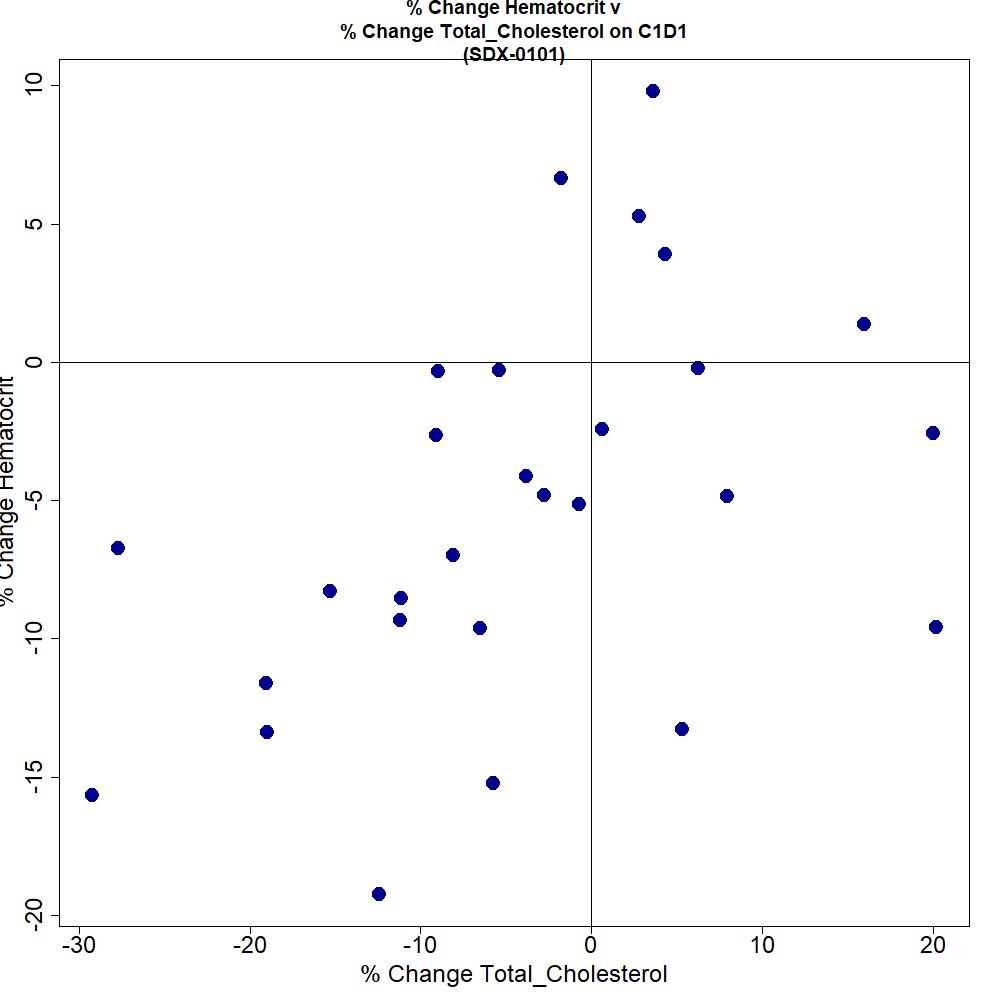 % Change Hematocrit v
% Change Total_Cholesterol on C1D1
(SDX-0101)
% Change Hematocrit
10
5
0
-5
-10
-15
-20
-30
-20
-10
0
10
20
% Change Total_Cholesterol